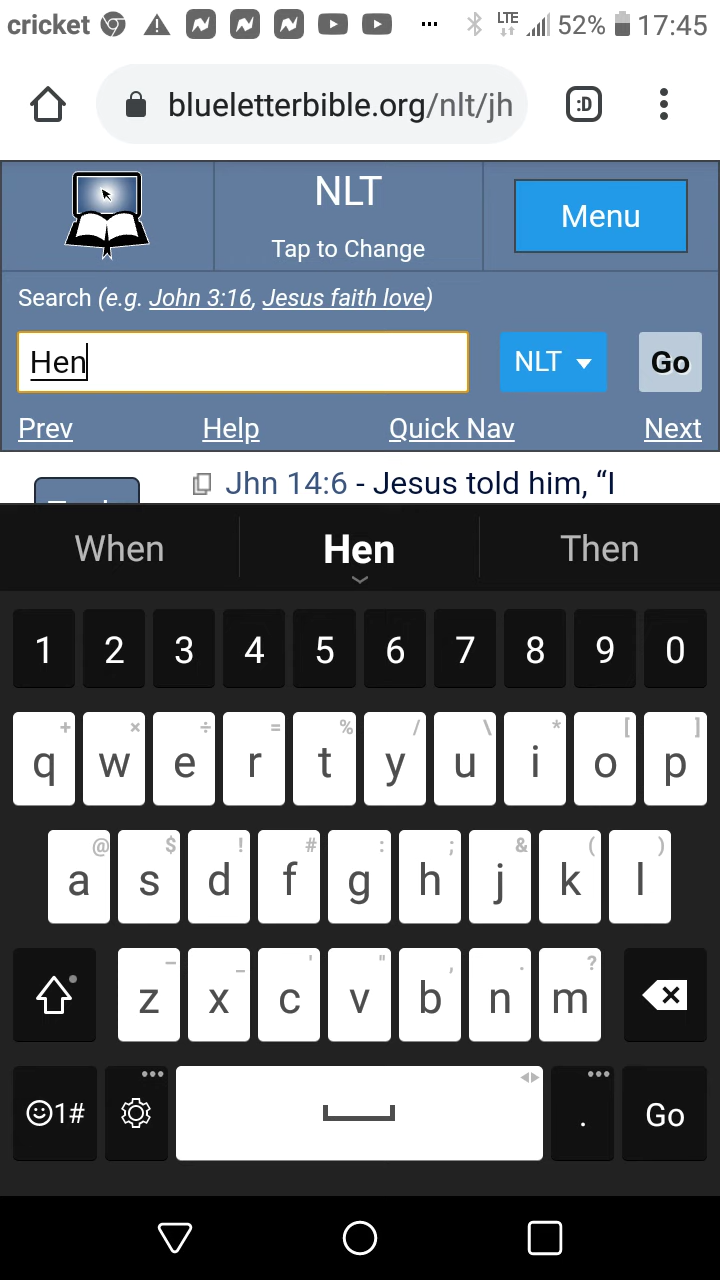 cricket ... LTE 52% 17:45
blueletterbible.org/nlt/jh :D
NLT
Tap to Change
Menu
Search (e.g. John 3:16, Jesus faith love)
Hen NLT Go
Prev Help Quick Nav Next
Jhn 14:6 - Jesus told him, “I
When Hen Then
1 2 3 4 5 6 7 8 9 0
+ × ÷ = % / \ * [ ]
q w e r t y u i o p
@ $ ! # : ; & ( )
a s d f g h j k l
– _ ' " , . ?
z x c v b n m
1# . Go